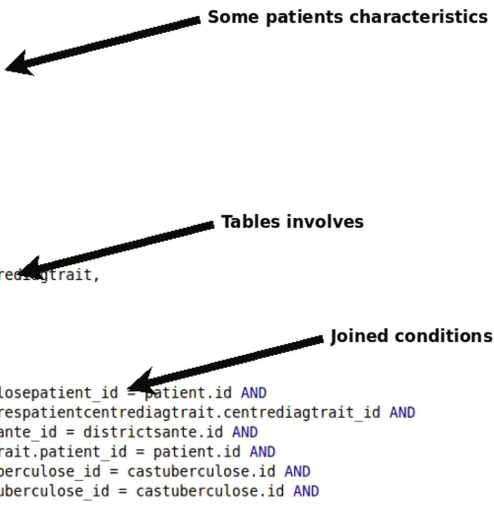 Some patients characteristics
Tables involves
rediagtrait,
Joined conditions
losepatient_id = patient.id AND
respatientcentrediagtrait.centrediagtrait_id AND
ante_id = districtsante.id AND
rait.patient_id = patient.id AND
berculose_id = castuberculose.id AND
uberculose_id = castuberculose.id AND